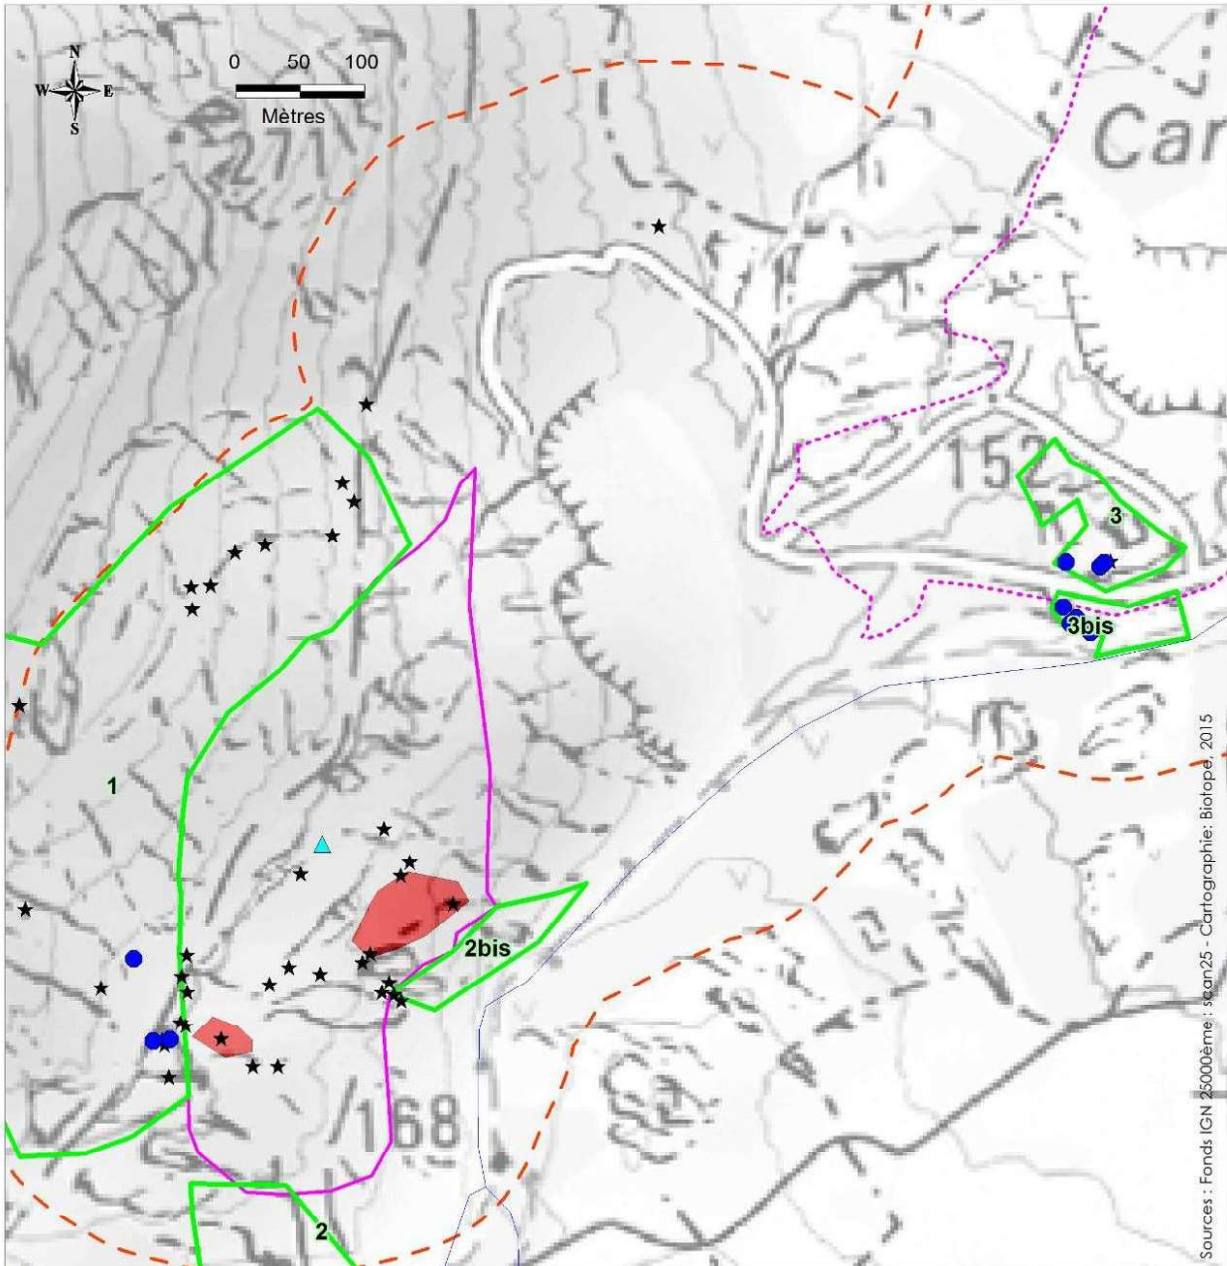 N
W E
S
0 50 100
Mètres
271
Car
152
3
3bis
1
2bis
168
2
Sources : Fonds IGN 25000ème : scan25 - Cartographie: Biotope, 2015